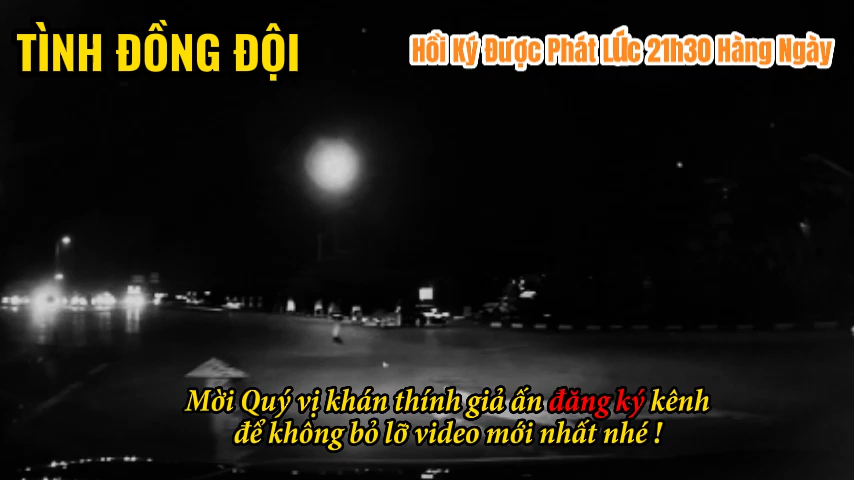 TÌNH ĐỒNG ĐỘI
Hồi Ký Được Phát LÚc 21h30 Hàng Ngày
Mời Quý vị khán thính giả ấn đăng ký kênh
để không bỏ lỡ video mới nhất nhé !